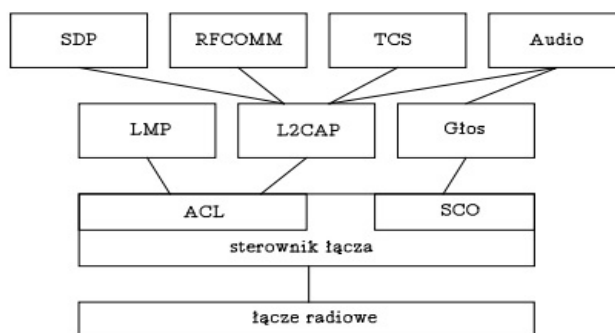 SDP RFCOMM TCS Audio
LMP L2CAP Głos
ACL SCO
sterownik łącza
łącze radiowe